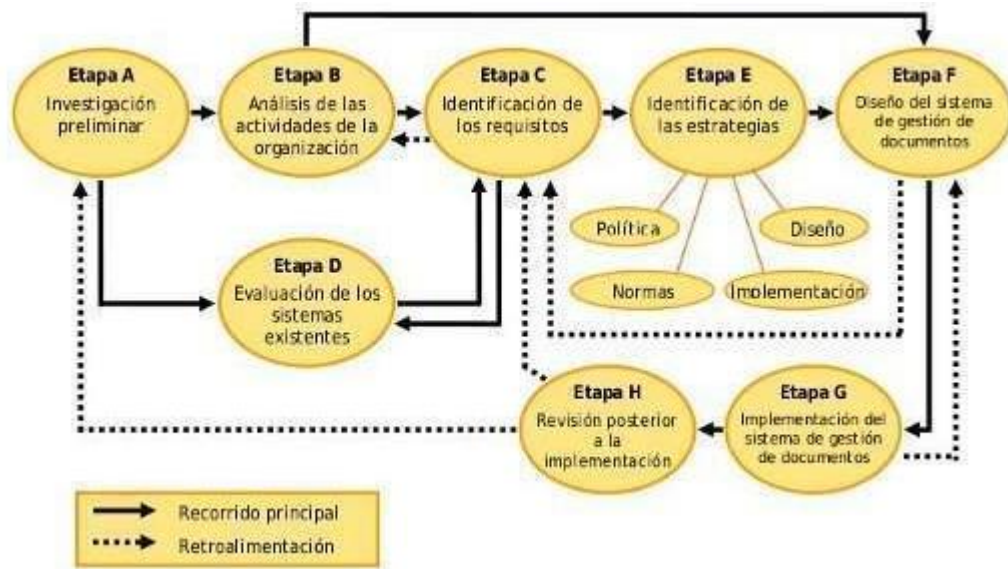 Etapa A
Investigación
preliminar
Etapa B
Análisis de las
actividades de la
organización
Etapa C
Identificación de
los requisitos
Etapa E
Identificación de
las estrategias
Etapa F
Diseño del sistema
de gestión de
documentos
Política
Diseño
Normas
Imolementación
Etapa D
Evaluación de los
sistemas
existentes
Etapa H
Revisión posterior
a la
implementación
Etapa G
Implementación del
sistema de gestión
de documentos
Recorrido principal
Retroalimentación